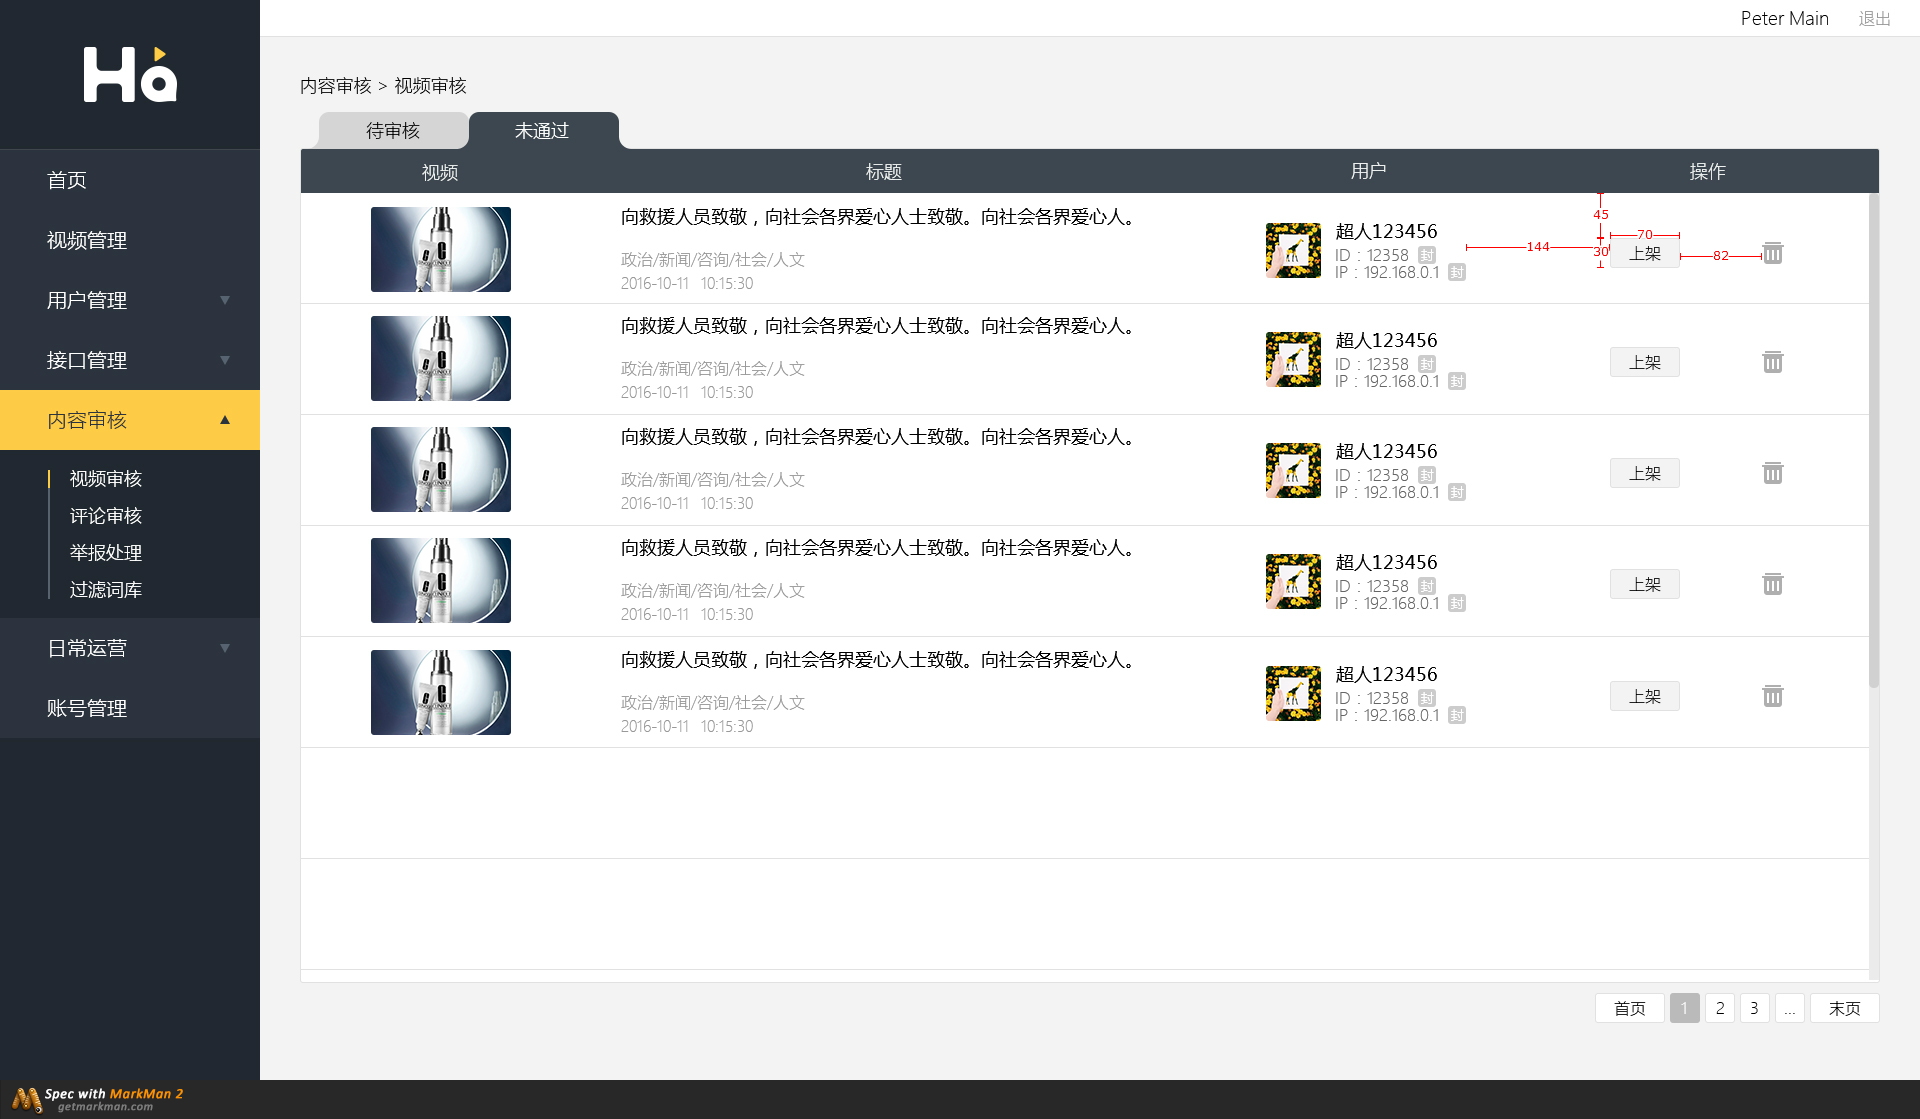 Ha
Peter Main 退出
首页
视频管理
用户管理
接口管理
内容审核
视频审核
评论审核
举报处理
过滤词库
日常运营
账号管理
内容审核 > 视频审核
待审核 未通过
视频 标题 用户 操作
向救援人员致敬，向社会各界爱心人士致敬。向社会各界爱心人。
政治/新闻/咨询/社会/人文
2016-10-11 10:15:30
超人123456
ID：12358 封
IP：192.168.0.1 封
45
144
30
70
82
上架
向救援人员致敬，向社会各界爱心人士致敬。向社会各界爱心人。
政治/新闻/咨询/社会/人文
2016-10-11 10:15:30
超人123456
ID：12358 封
IP：192.168.0.1 封
上架
向救援人员致敬，向社会各界爱心人士致敬。向社会各界爱心人。
政治/新闻/咨询/社会/人文
2016-10-11 10:15:30
超人123456
ID：12358 封
IP：192.168.0.1 封
上架
向救援人员致敬，向社会各界爱心人士致敬。向社会各界爱心人。
政治/新闻/咨询/社会/人文
2016-10-11 10:15:30
超人123456
ID：12358 封
IP：192.168.0.1 封
上架
向救援人员致敬，向社会各界爱心人士致敬。向社会各界爱心人。
政治/新闻/咨询/社会/人文
2016-10-11 10:15:30
超人123456
ID：12358 封
IP：192.168.0.1 封
上架
首页 1 2 3 ... 末页
Spec with MarkMan 2
getmarkman.com